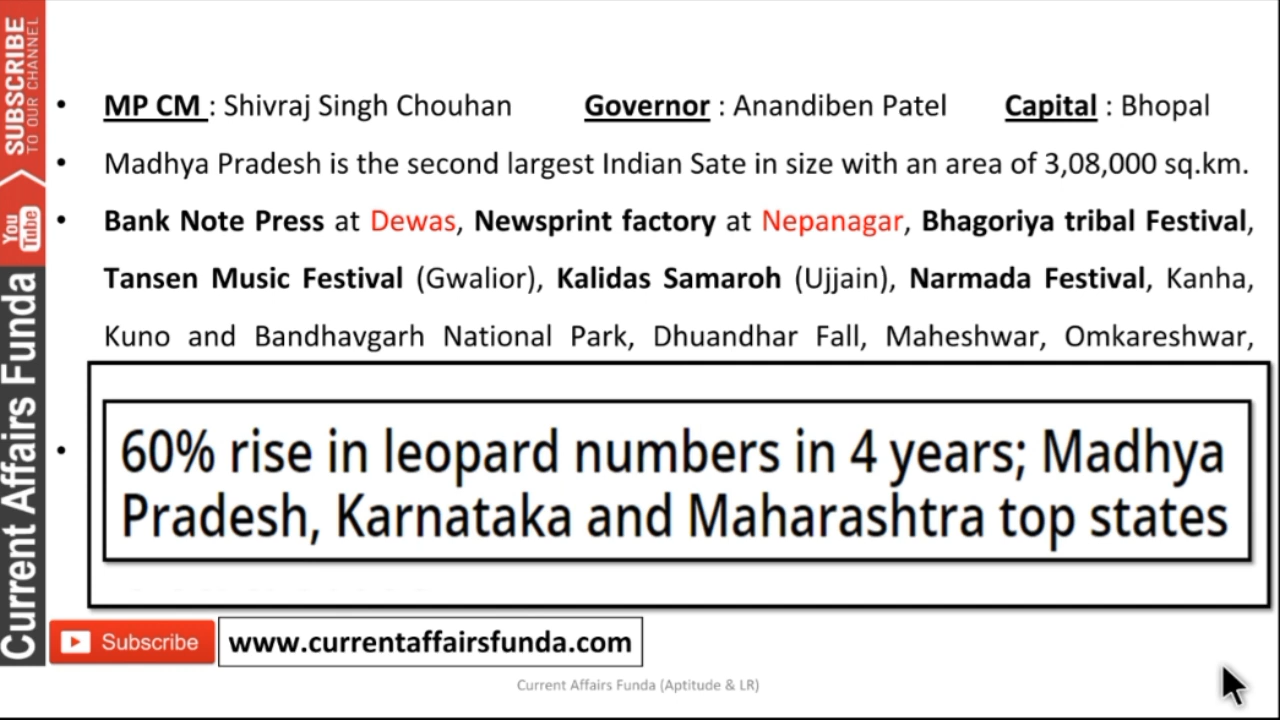 SUBSCRIBE
TO OUR CHANNEL
You
Tube
Current Affairs Funda
• MP CM : Shivraj Singh Chouhan Governor : Anandiben Patel Capital : Bhopal
• Madhya Pradesh is the second largest Indian Sate in size with an area of 3,08,000 sq.km.
• Bank Note Press at Dewas, Newsprint factory at Nepanagar, Bhagoriya tribal Festival,
Tansen Music Festival (Gwalior), Kalidas Samaroh (Ujjain), Narmada Festival, Kanha,
Kuno and Bandhavgarh National Park, Dhuandhar Fall, Maheshwar, Omkareshwar,
• 60% rise in leopard numbers in 4 years; Madhya
Pradesh, Karnataka and Maharashtra top states
Subscribe
www.currentaffairsfunda.com
Current Affairs Funda (Aptitude & LR)